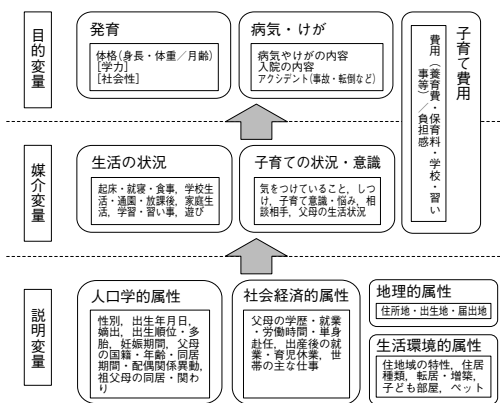 目的変量
発育
体格(身長・体重／月齢)
[学力]
[社会性]
病気・けが
病気やけがの内容
入院の内容
アクシデント(事故・転倒など)
子育て費用
費用(養育費・保育料・学校・習い
事等)／負担感
媒介変量
生活の状況
起床・就寝・食事，学校生
活・通園・放課後，家庭生
活，学習・習い事，遊び
子育ての状況・意識
気をつけていること，しつ
け，子育て意識・悩み，相
談相手，父母の生活状況
説明変量
人口学的属性
性別，出生年月日，
嫡出，出生順位・多
胎，妊娠期間，父母
の国籍・年齢・同居
期間・配偶関係異動，
祖父母の同居・関わ
り
社会経済的属性
父母の学歴・就業
・労働時間・単身
赴任，出産後の就
業・育児休業，世
帯の主な仕事
地理的属性
住所地・出生地・届出地
生活環境的属性
住地域の特性，住居
種類，転居・増築，
子ども部屋，ペット